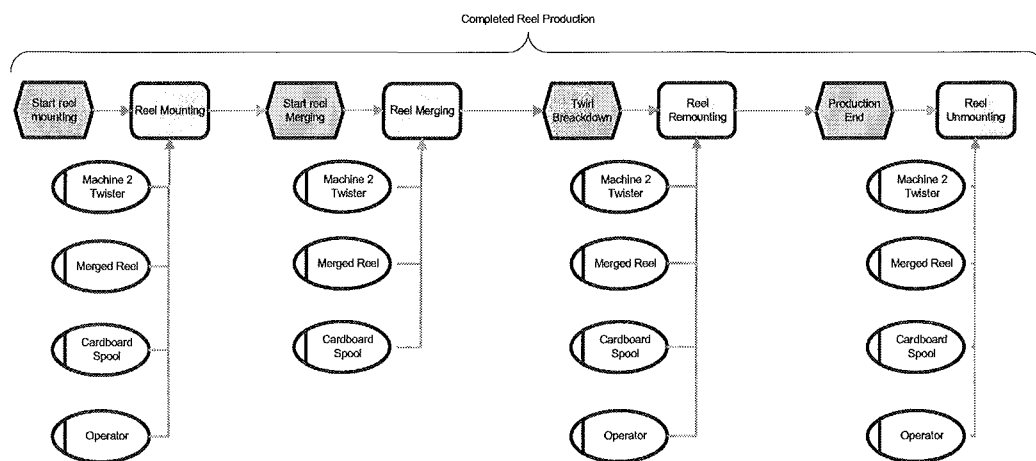 Completed Reel Production
Start reel
mounting
Reel Mounting
Start reel
Merging
Reel Merging
Twirl
Breakdown
Reel
Remounting
Production
End
Reel
Unmounting
Machine 2
Twister
Machine 2
Twister
Machine 2
Twister
Machine 2
Twister
Merged Reel
Merged Reel
Merged Reel
Merged Reel
Cardboard
Spool
Cardboard
Spool
Cardboard
Spool
Cardboard
Spool
Operator
Operator
Operator